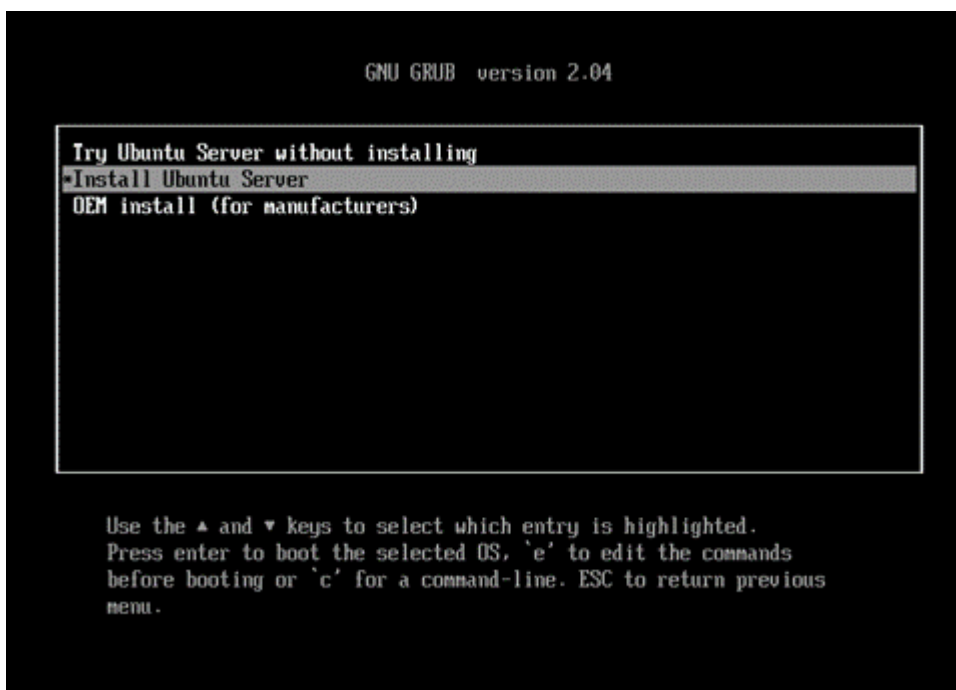 GNU GRUB version 2.04
Try Ubuntu Server without installing
*Install Ubuntu Server
OEM install (for manufacturers)
Use the ▲ and ▼ keys to select which entry is highlighted.
Press enter to boot the selected OS, `e' to edit the commands
before booting or `c' for a command-line. ESC to return previous
menu.